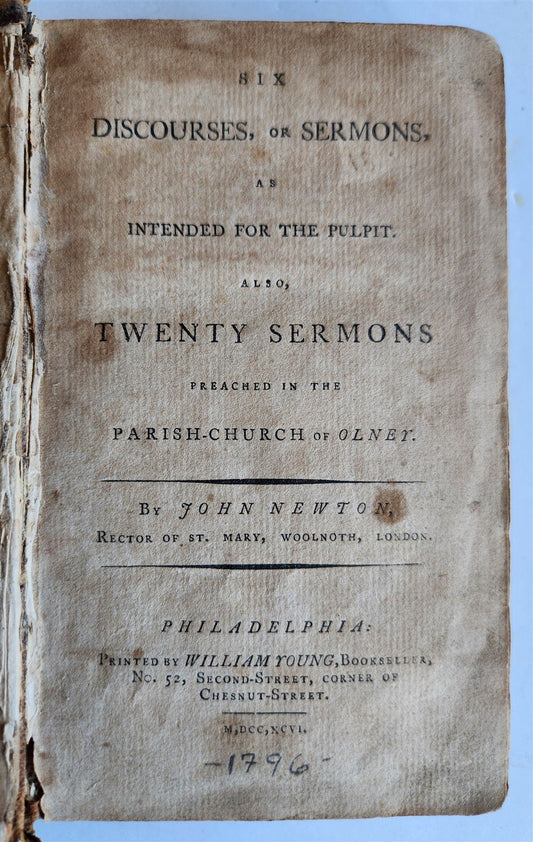 SIX
DISCOURSES, OR SERMONS,
AS
INTENDED FOR THE PULPIT.
ALSO,
TWENTY SERMONS
PREACHED IN THE
PARISH-CHURCH OF OLNEY.
BY JOHN NEWTON,
RECTOR OF ST. MARY, WOOLNOTH, LONDON.
PHILADELPHIA:
PRINTED BY WILLIAM YOUNG, BOOKSELLER,
No. 52, SECOND-STREET, CORNER OF
CHESNUT-STREET.
M,DCC,XCVI.
-1796-